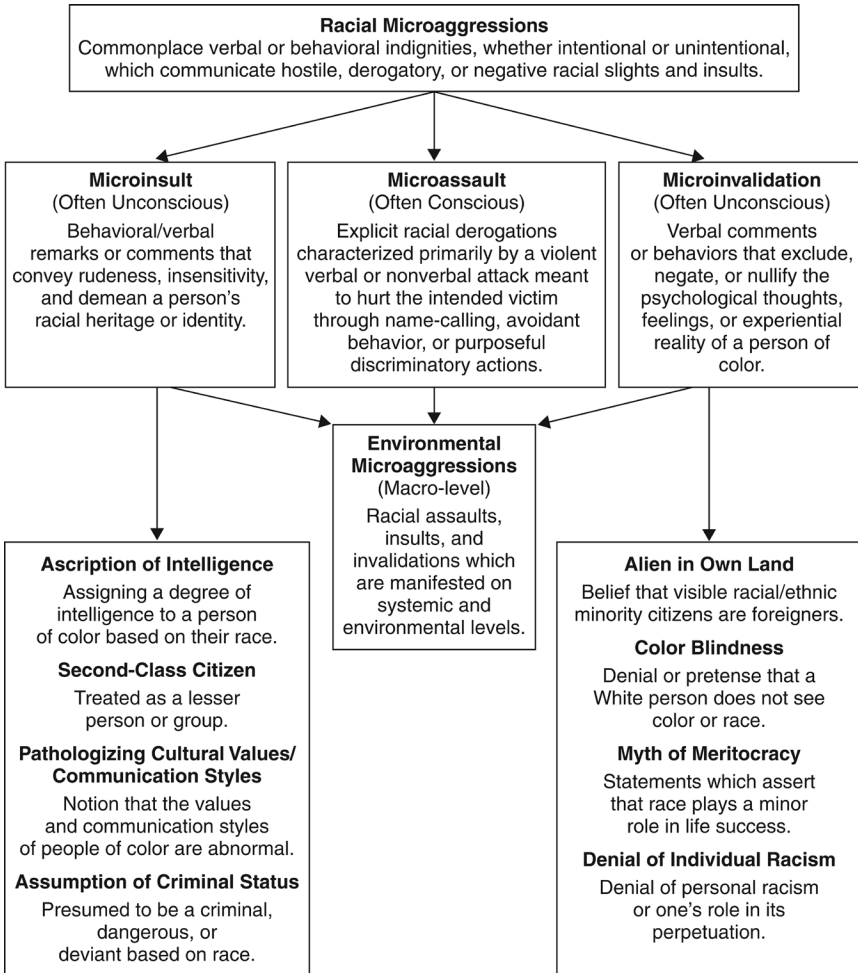 Racial Microaggressions
Commonplace verbal or behavioral indignities, whether intentional or unintentional,
which communicate hostile, derogatory, or negative racial slights and insults.
Microinsult
(Often Unconscious)
Behavioral/verbal
remarks or comments that
convey rudeness, insensitivity,
and demean a person's
racial heritage or identity.
Microassault
(Often Conscious)
Explicit racial derogations
characterized primarily by a violent
verbal or nonverbal attack meant
to hurt the intended victim
through name-calling, avoidant
behavior, or purposeful
discriminatory actions.
Microinvalidation
(Often Unconscious)
Verbal comments
or behaviors that exclude,
negate, or nullify the
psychological thoughts,
feelings, or experiential
reality of a person of
color.
Environmental
Microaggressions
(Macro-level)
Racial assaults,
insults, and
invalidations which
are manifested on
systemic and
environmental levels.
Ascription of Intelligence
Assigning a degree of
intelligence to a person
of color based on their race.
Second-Class Citizen
Treated as a lesser
person or group.
Pathologizing Cultural Values/
Communication Styles
Notion that the values
and communication styles
of people of color are abnormal.
Assumption of Criminal Status
Presumed to be a criminal,
dangerous, or
deviant based on race.
Alien in Own Land
Belief that visible racial/ethnic
minority citizens are foreigners.
Color Blindness
Denial or pretense that a
White person does not see
color or race.
Myth of Meritocracy
Statements which assert
that race plays a minor
role in life success.
Denial of Individual Racism
Denial of personal racism
or one's role in its
perpetuation.